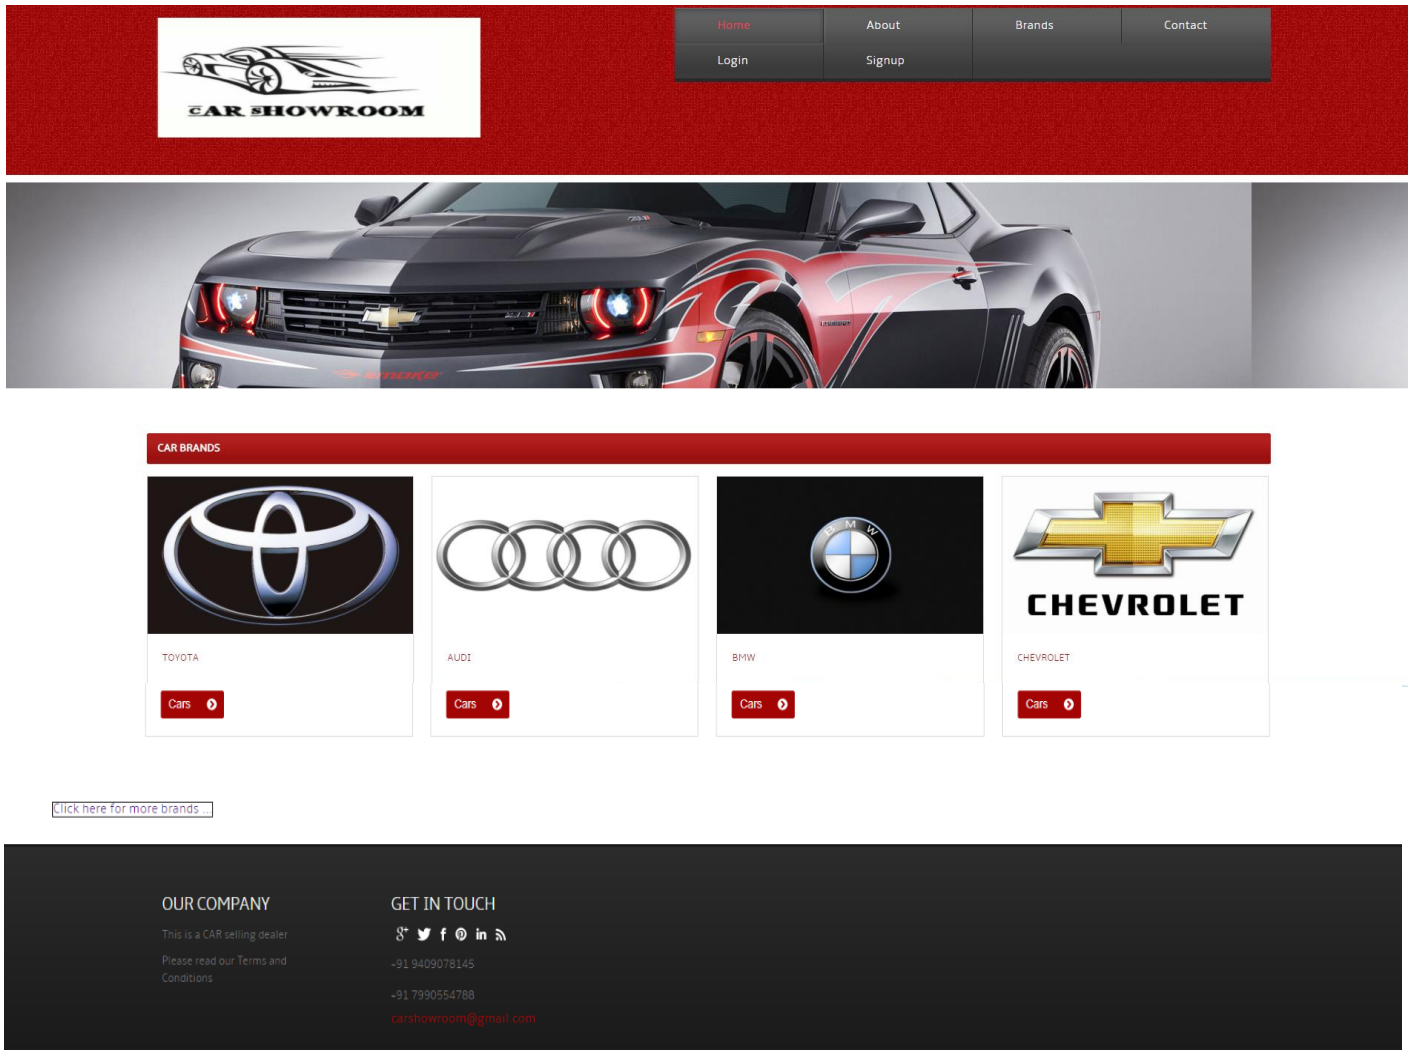 CAR SHOWROOM
Home About Brands Contact
Login Signup
smoke
CAR BRANDS
BMW
CHEVROLET
TOYOTA AUDI BMW CHEVROLET
Cars Cars Cars Cars
Click here for more brands ...
OUR COMPANY
This is a CAR selling dealer
Please read our Terms and
Conditions
GET IN TOUCH
+91 9409078145
+91 7990554788
carshowroom@gmail.com